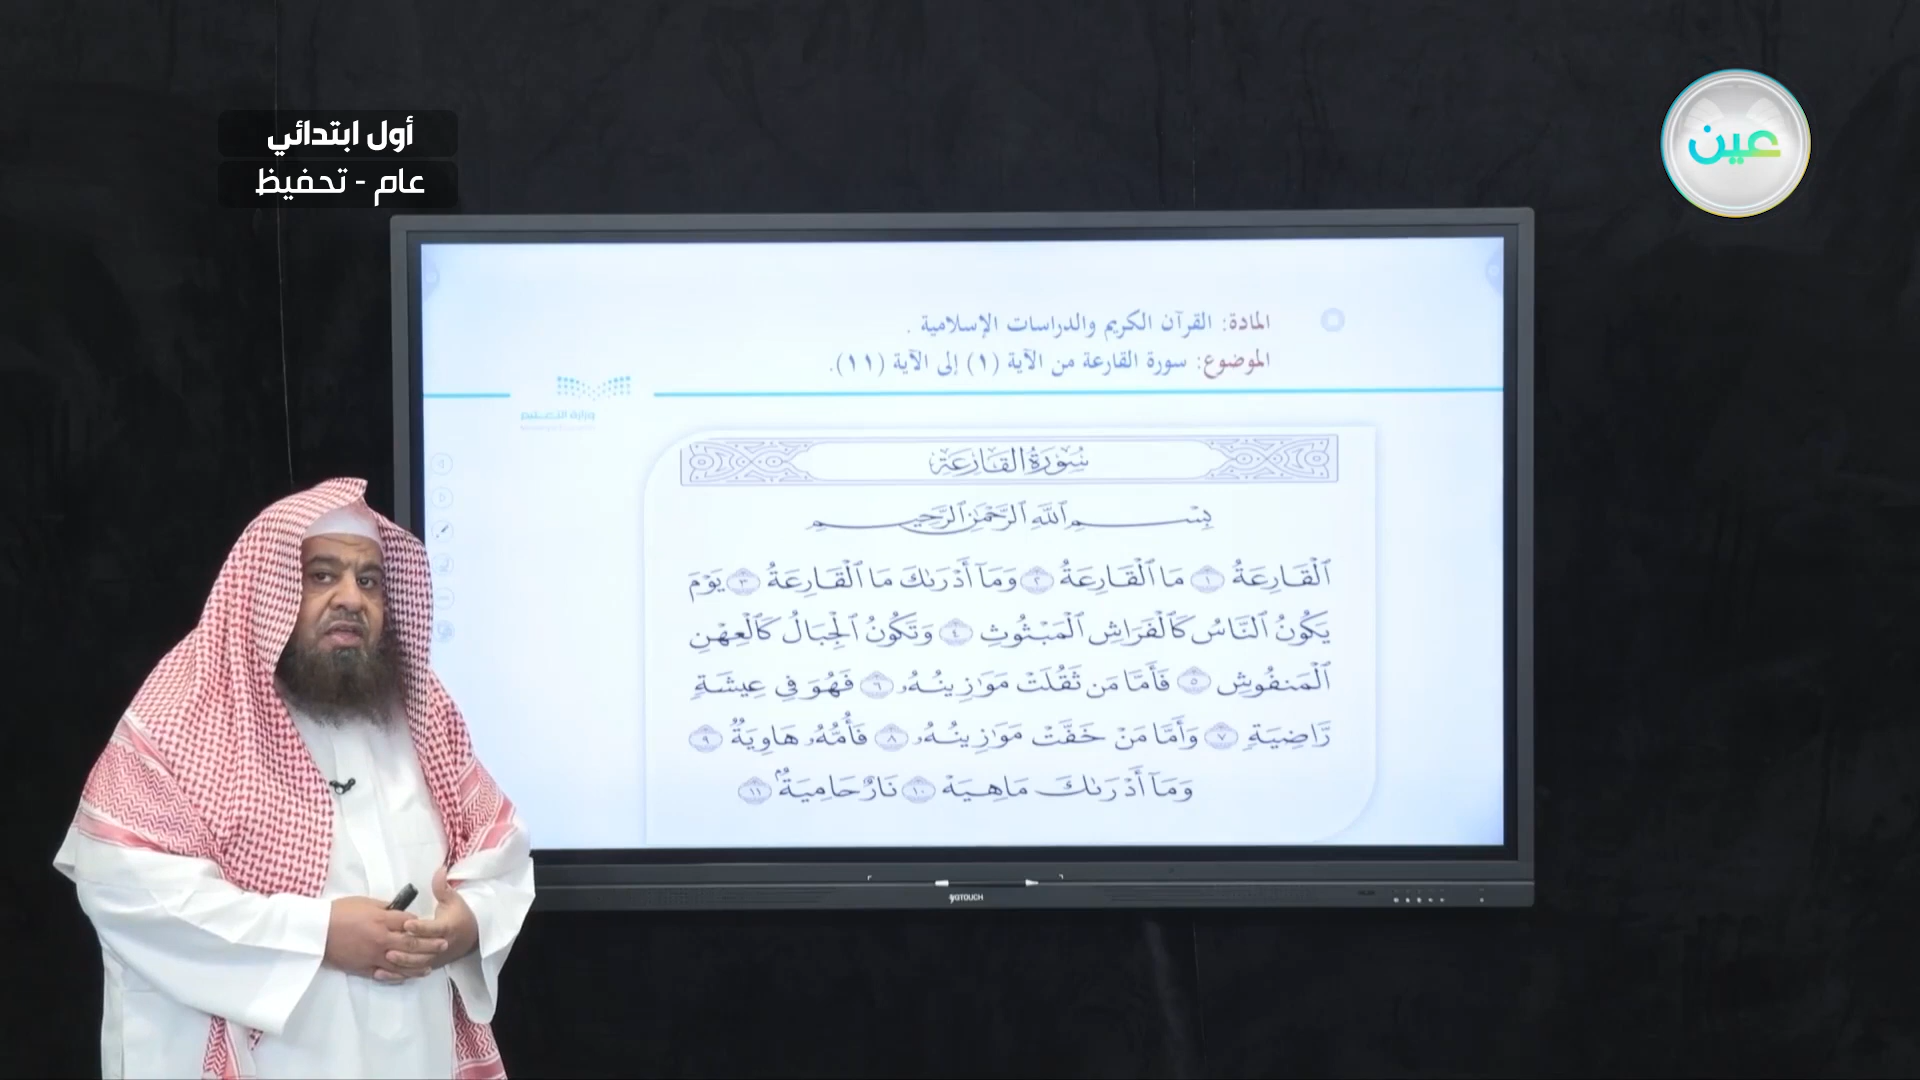 أول ابتدائي
عام - تحفيظ
عين
المادة: القرآن الكريم والدراسات الإسلامية .
الموضوع: سورة القارعة من الآية (١) إلى الآية (١١).
وزارة التعليم
سُورَةُ القَارِعَةِ
بِسْمِ ٱللَّهِ ٱلرَّحْمَٰنِ ٱلرَّحِيمِ
ٱلْقَارِعَةُ ١ مَا ٱلْقَارِعَةُ ٢ وَمَآ أَدْرَىٰكَ مَا ٱلْقَارِعَةُ ٣ يَوْمَ
يَكُونُ ٱلنَّاسُ كَٱلْفَرَاشِ ٱلْمَبْثُوثِ ٤ وَتَكُونُ ٱلْجِبَالُ كَٱلْعِهْنِ
ٱلْمَنفُوشِ ٥ فَأَمَّا مَن ثَقُلَتْ مَوَٰزِينُهُۥ ٦ فَهُوَ فِي عِيشَةٍ
رَّاضِيَةٍ ٧ وَأَمَّا مَنْ خَفَّتْ مَوَٰزِينُهُۥ ٨ فَأُمُّهُۥ هَاوِيَةٌ ٩
وَمَآ أَدْرَىٰكَ مَا هِيَهْ ١٠ نَارٌ حَامِيَةٌۢ ١١
IQTOUCH